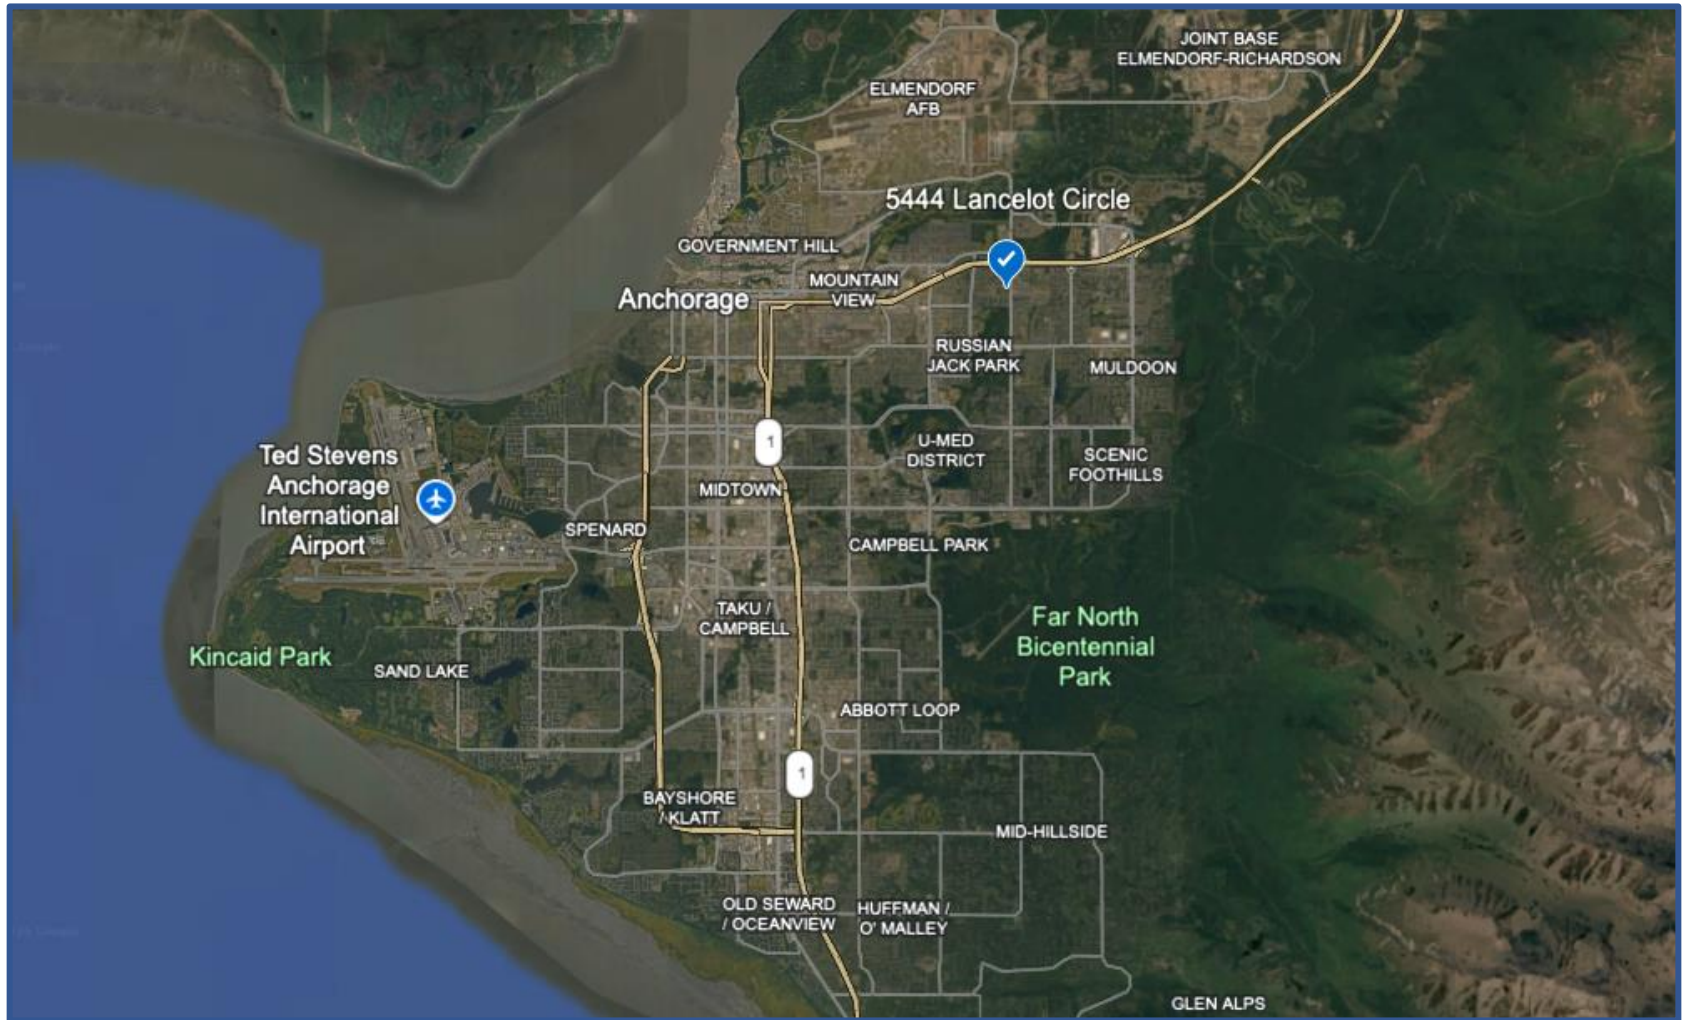 JOINT BASE
ELMENDORF-RICHARDSON
ELMENDORF
AFB
5444 Lancelot Circle
GOVERNMENT HILL
MOUNTAIN
VIEW
Anchorage
RUSSIAN
JACK PARK
MULDOON
1
U-MED
DISTRICT
SCENIC
FOOTHILLS
Ted Stevens
Anchorage
International
Airport
MIDTOWN
SPENARD
CAMPBELL PARK
TAKU /
CAMPBELL
Far North
Bicentennial
Park
Kincaid Park
SAND LAKE
ABBOTT LOOP
1
BAYSHORE
/ KLATT
MID-HILLSIDE
OLD SEWARD
/ OCEANVIEW
HUFFMAN /
O' MALLEY
GLEN ALPS